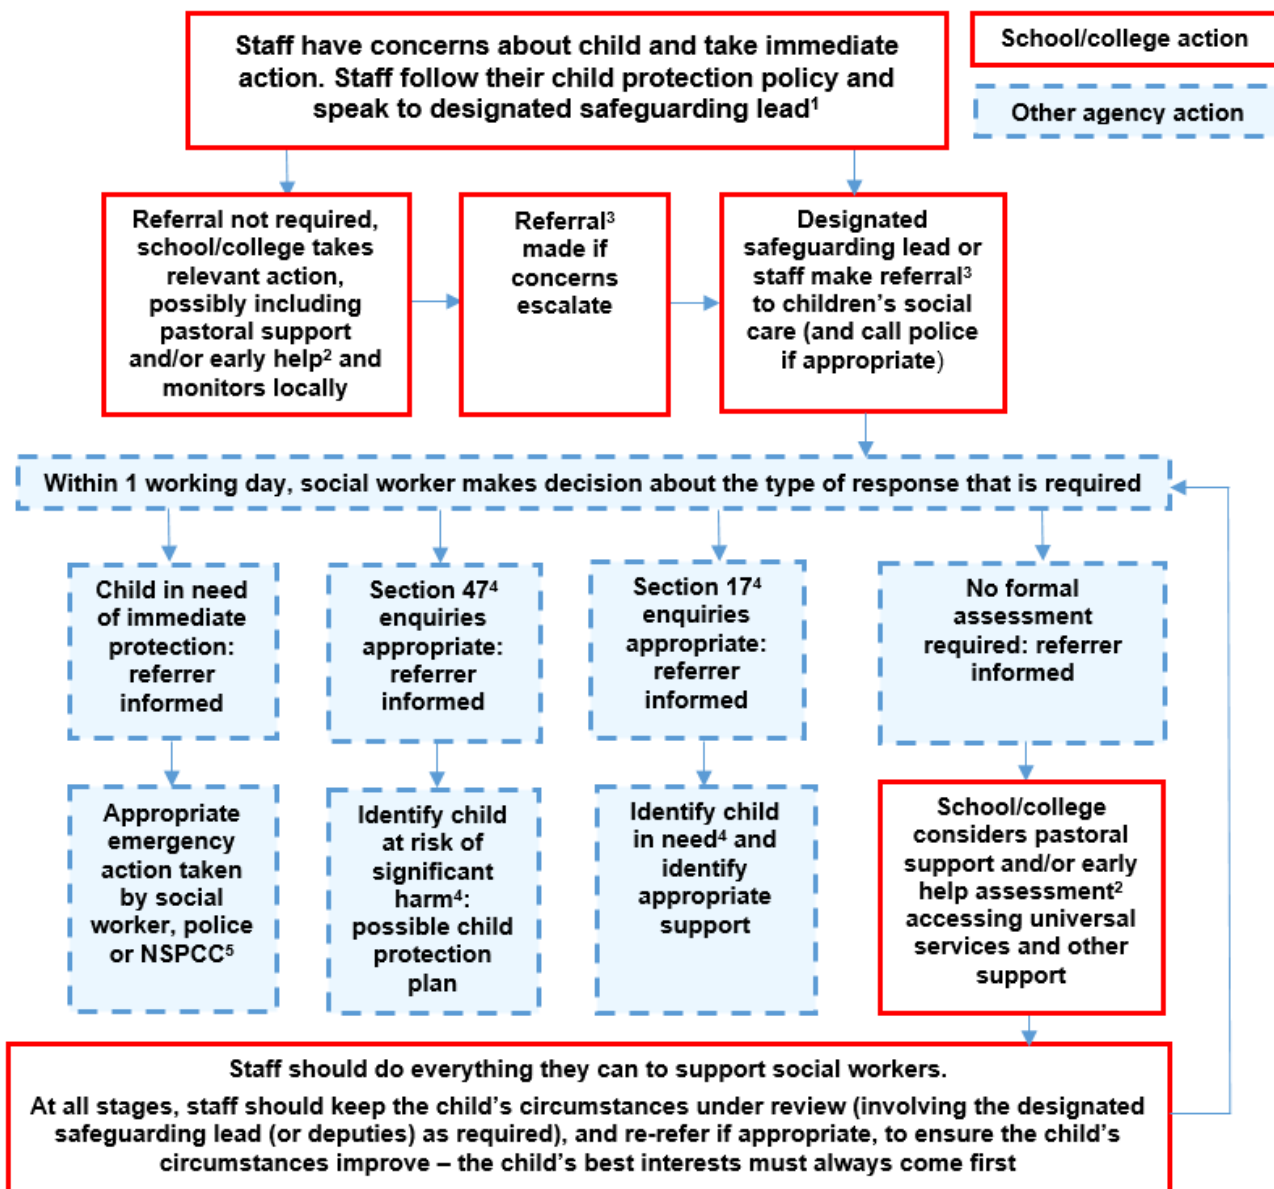 Staff have concerns about child and take immediate
action. Staff follow their child protection policy and
speak to designated safeguarding lead¹
School/college action
Other agency action
Referral not required,
school/college takes
relevant action,
possibly including
pastoral support
and/or early help² and
monitors locally
Referral³
made if
concerns
escalate
Designated
safeguarding lead or
staff make referral³
to children’s social
care (and call police
if appropriate)
Within 1 working day, social worker makes decision about the type of response that is required
Child in need
of immediate
protection:
referrer
informed
Section 47⁴
enquiries
appropriate:
referrer
informed
Section 17⁴
enquiries
appropriate:
referrer
informed
No formal
assessment
required: referrer
informed
Appropriate
emergency
action taken
by social
worker, police
or NSPCC⁵
Identify child
at risk of
significant
harm⁴:
possible child
protection
plan
Identify child
in need⁴ and
identify
appropriate
support
School/college
considers pastoral
support and/or early
help assessment²
accessing universal
services and other
support
Staff should do everything they can to support social workers.
At all stages, staff should keep the child’s circumstances under review (involving the designated
safeguarding lead (or deputies) as required), and re-refer if appropriate, to ensure the child’s
circumstances improve – the child’s best interests must always come first